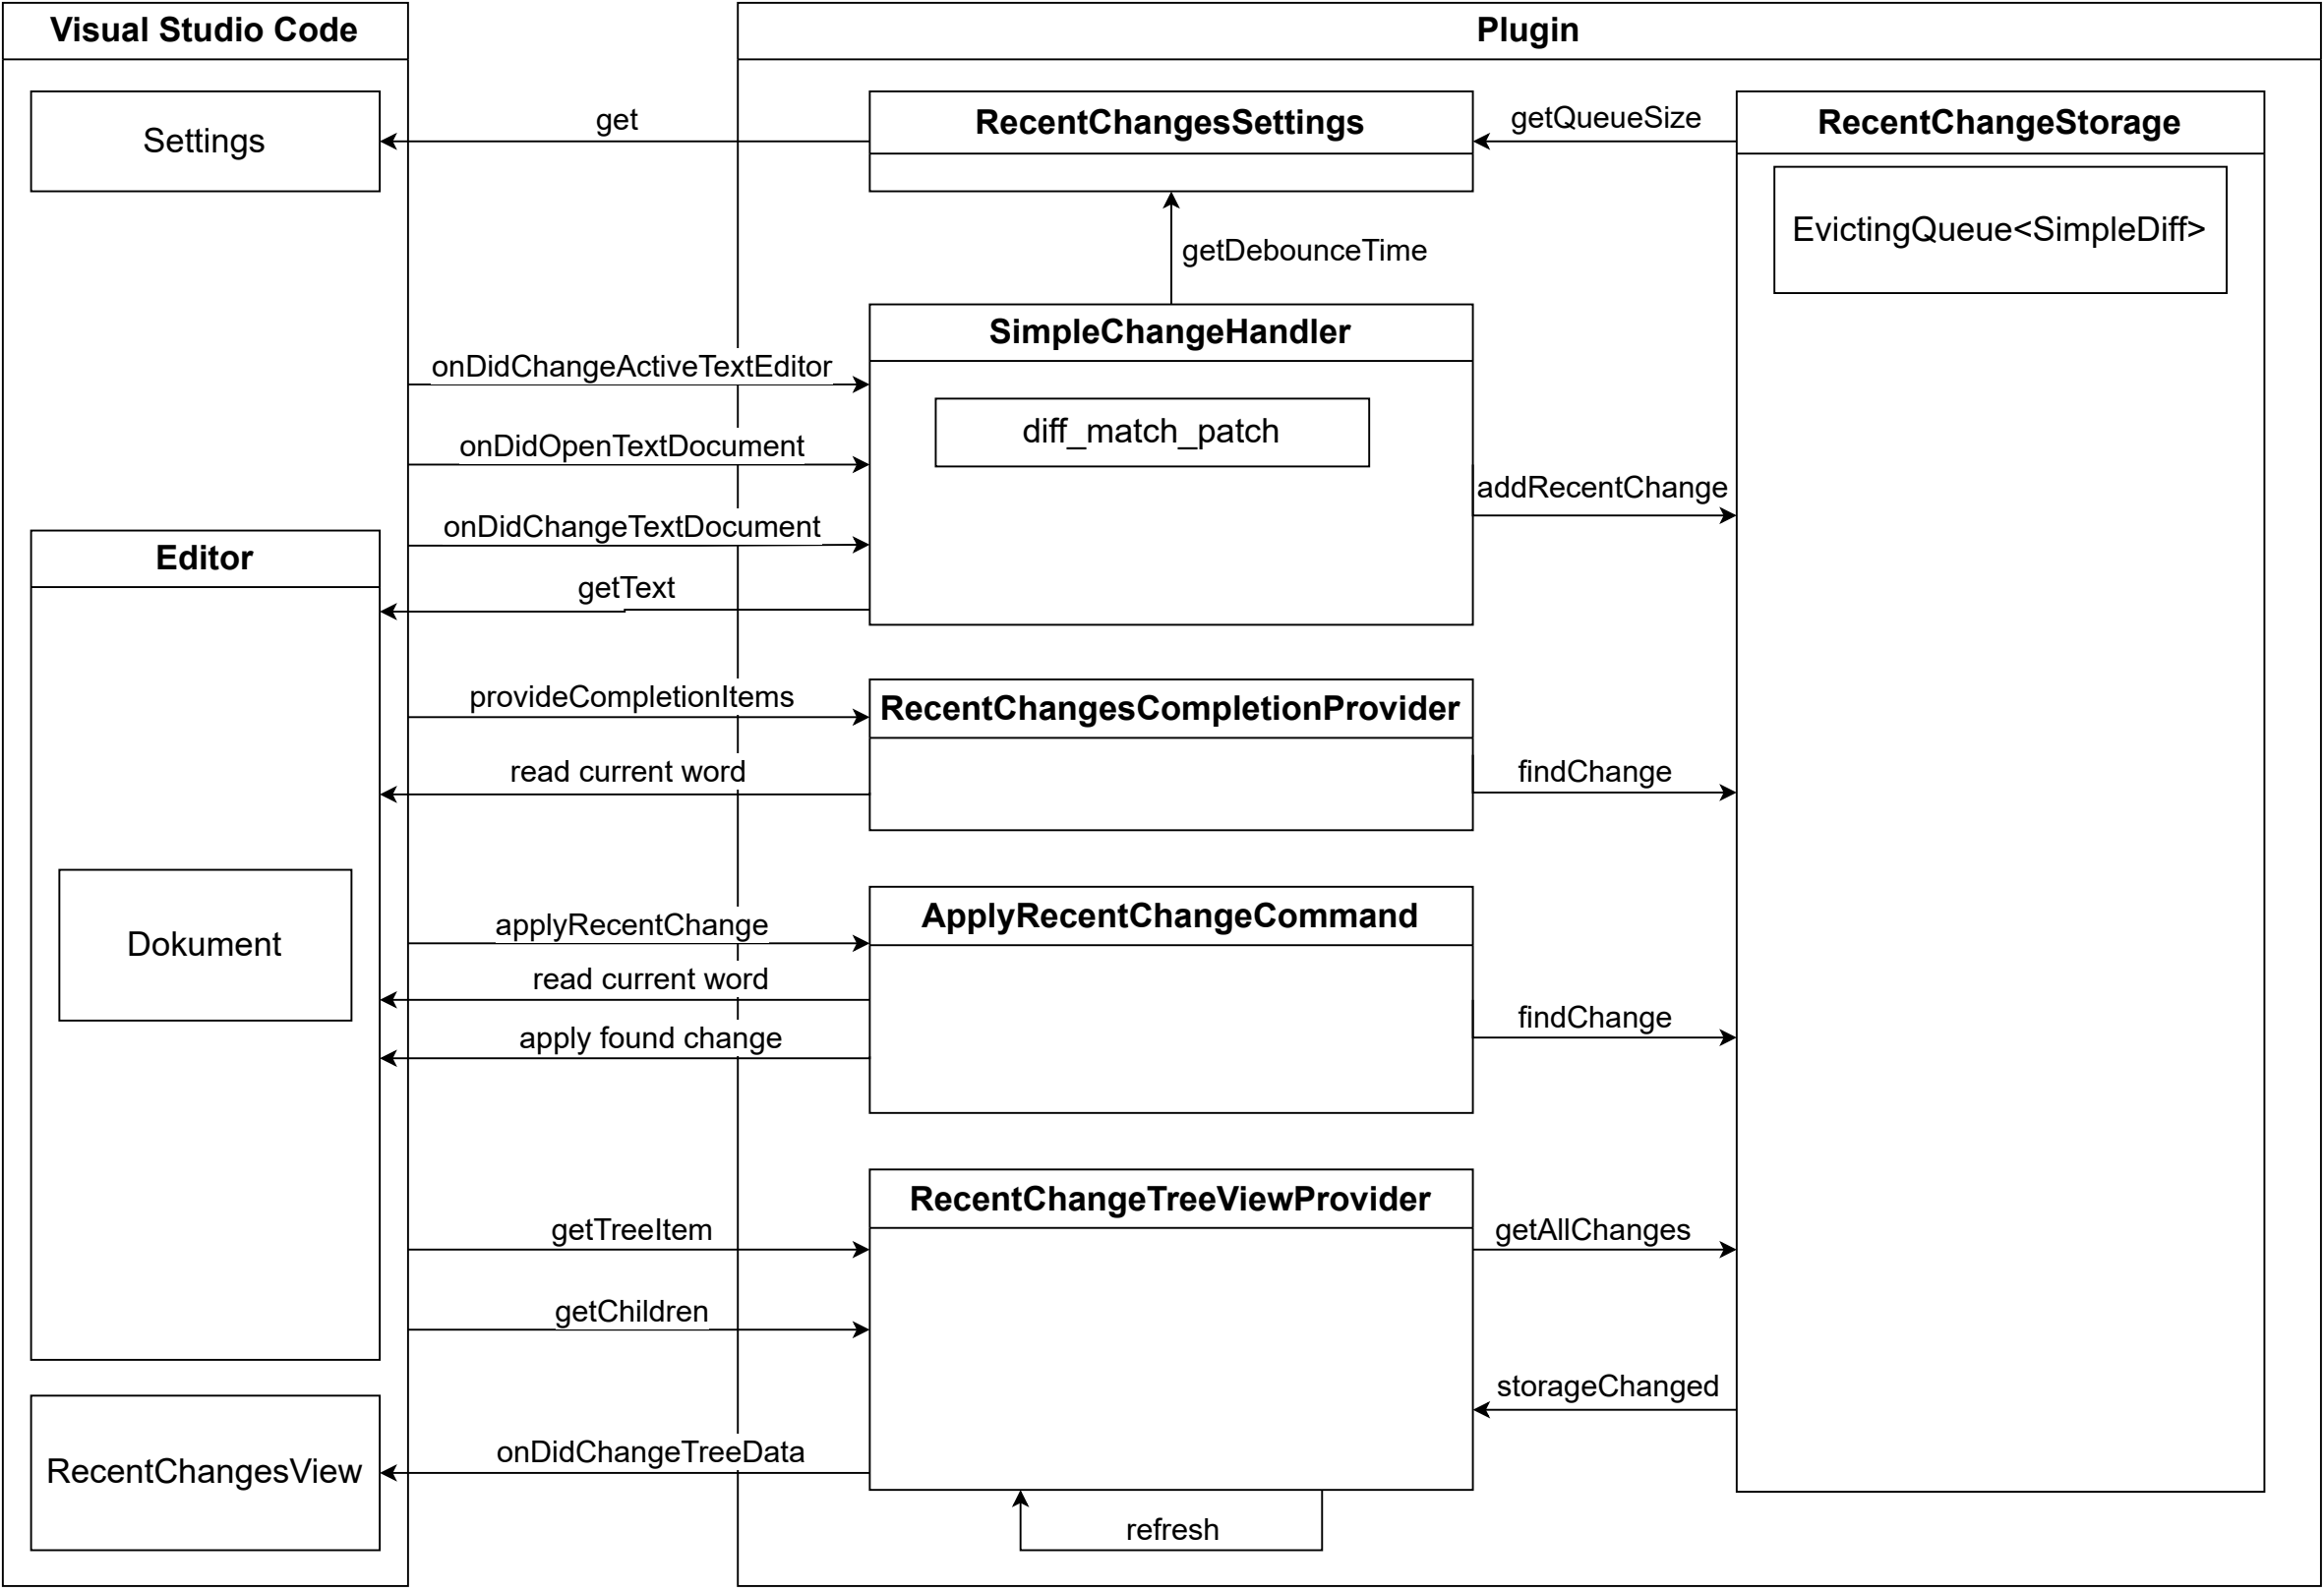 Visual Studio Code
Plugin
Settings
get
RecentChangesSettings
getQueueSize
RecentChangeStorage
EvictingQueue<SimpleDiff>
getDebounceTime
SimpleChangeHandler
onDidChangeActiveTextEditor
diff_match_patch
onDidOpenTextDocument
addRecentChange
onDidChangeTextDocument
Editor
getText
provideCompletionItems
RecentChangesCompletionProvider
read current word
findChange
Dokument
applyRecentChange
ApplyRecentChangeCommand
read current word
findChange
apply found change
RecentChangeTreeViewProvider
getTreeItem
getAllChanges
getChildren
storageChanged
RecentChangesView
onDidChangeTreeData
refresh